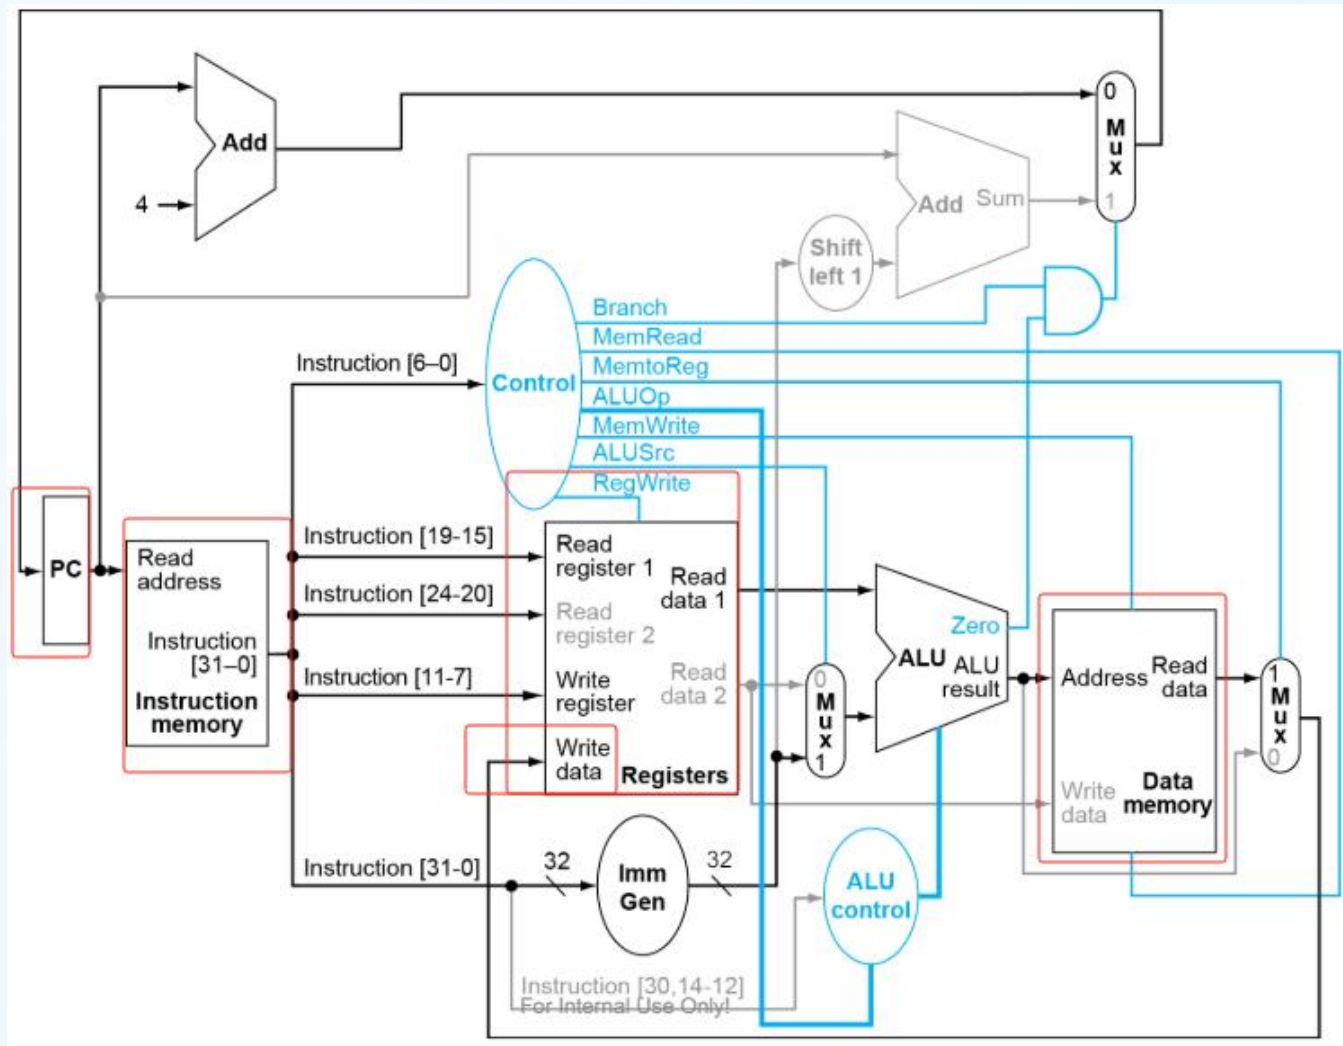 Add
4
0
M
u
x
1
Add
Sum
Shift
left 1
Branch
MemRead
MemtoReg
ALUOp
MemWrite
ALUSrc
RegWrite
Control
Instruction [6–0]
Instruction [19-15]
Instruction [24-20]
Instruction [11-7]
Instruction [31-0]
PC
Read
address
Instruction
[31–0]
Instruction
memory
Read
register 1
Read
register 2
Write
register
Write
data
Read
data 1
Read
data 2
Registers
0
M
u
x
1
Zero
ALU
ALU
result
Address
Read
data
Write
data
Data
memory
1
M
u
x
0
32
Imm
Gen
32
ALU
control
Instruction [30,14-12]
For Internal Use Only!